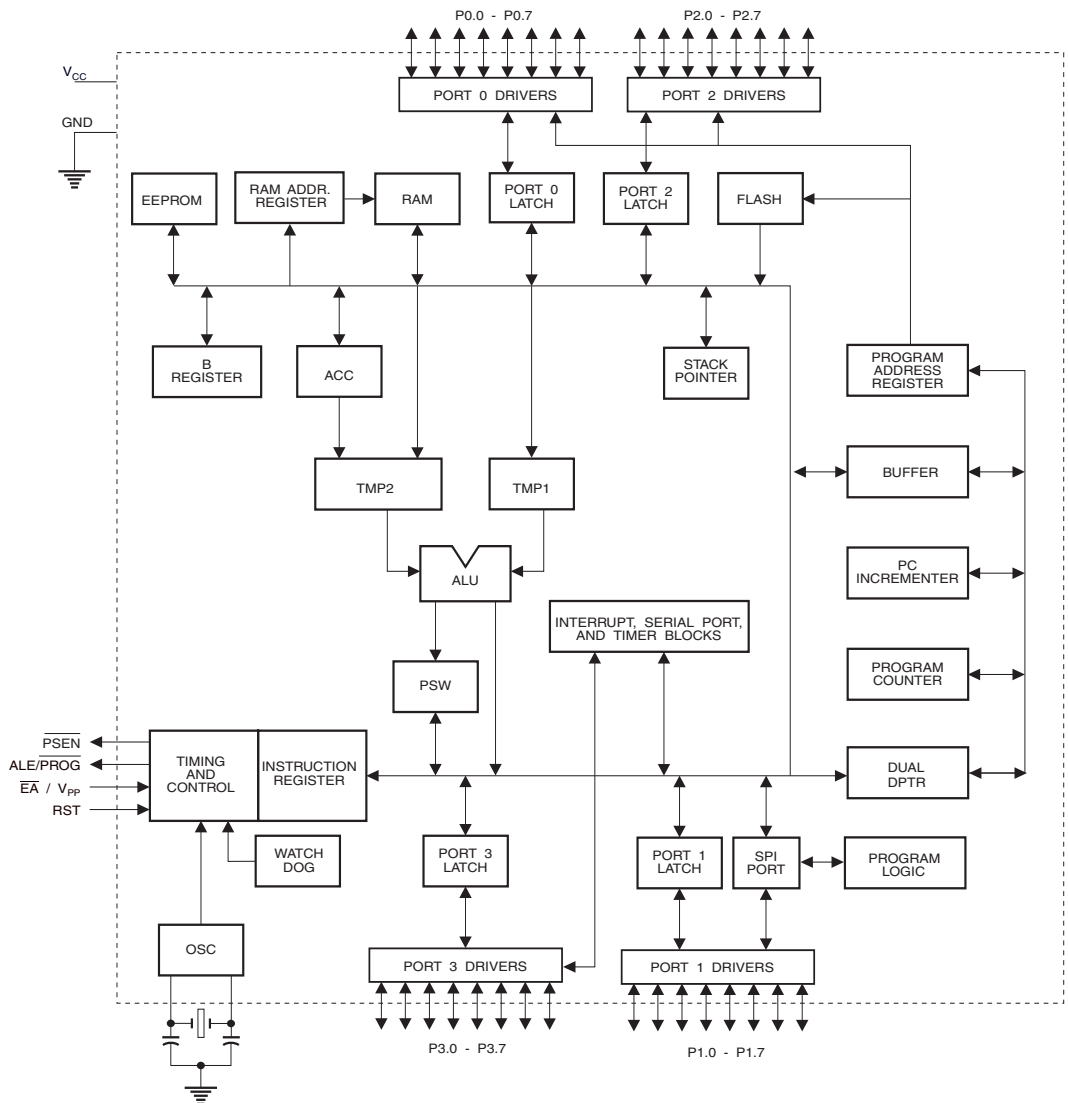 P0.0 - P0.7
P2.0 - P2.7
VCC
PORT 0 DRIVERS
PORT 2 DRIVERS
GND
EEPROM
RAM ADDR.
REGISTER
RAM
PORT 0
LATCH
PORT 2
LATCH
FLASH
B
REGISTER
ACC
STACK
POINTER
PROGRAM
ADDRESS
REGISTER
TMP2
TMP1
BUFFER
ALU
PC
INCREMENTER
INTERRUPT, SERIAL PORT,
AND TIMER BLOCKS
PSW
PROGRAM
COUNTER
PSEN
ALE/PROG
EA / VPP
RST
TIMING
AND
CONTROL
INSTRUCTION
REGISTER
DUAL
DPTR
WATCH
DOG
PORT 3
LATCH
PORT 1
LATCH
SPI
PORT
PROGRAM
LOGIC
OSC
PORT 3 DRIVERS
PORT 1 DRIVERS
P3.0 - P3.7
P1.0 - P1.7